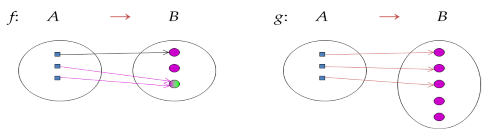 f: A → B g: A → B